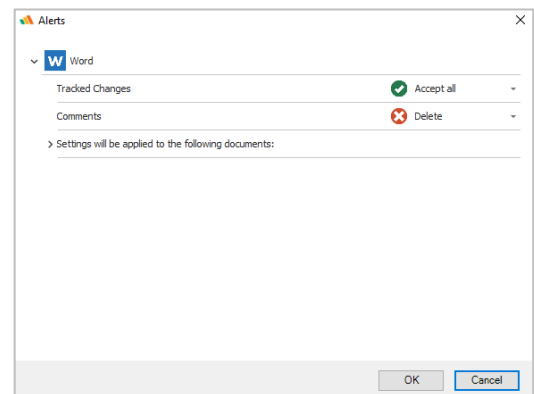 Alerts
W Word
Tracked Changes Accept all
Comments Delete
Settings will be applied to the following documents:
OK Cancel